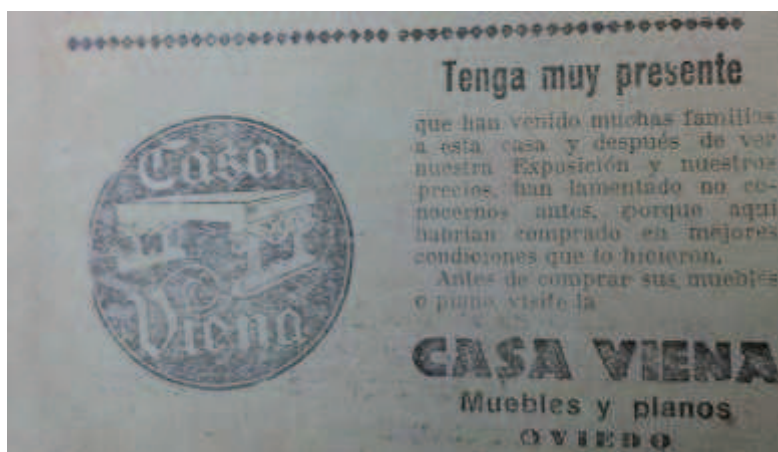 Casa
Viena
Tenga muy presente
que han venido muchas familias
a esta casa y después de ver
nuestra Exposición y nuestros
precios, han lamentado no co-
nocernos antes, porque aquí
habrían comprado en mejores
condiciones que lo hicieron.
Antes de comprar sus muebles
o piano, visite la
CASA VIENA
Muebles y pianos
OVIEDO